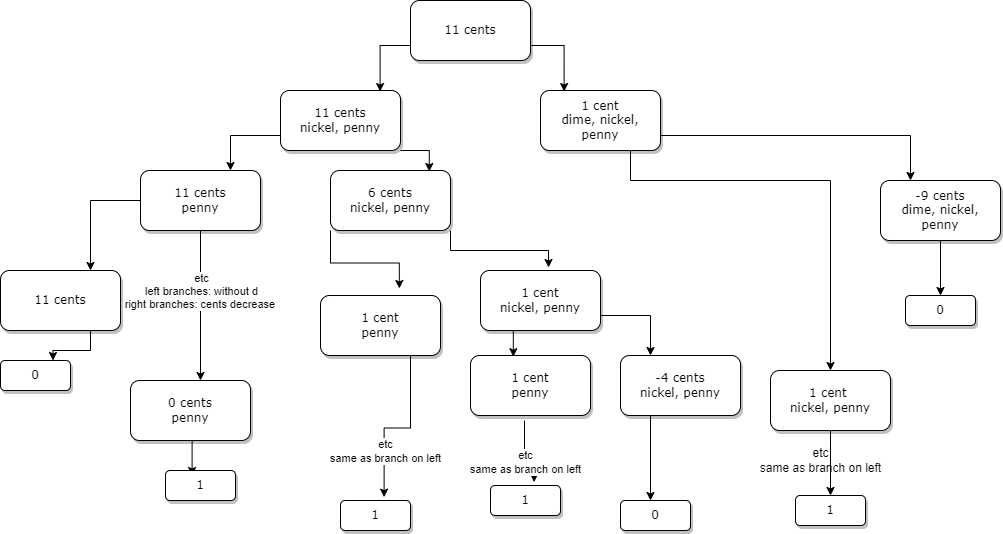 11 cents
11 cents
nickel, penny
1 cent
dime, nickel,
penny
11 cents
penny
6 cents
nickel, penny
-9 cents
dime, nickel,
penny
11 cents
etc
left branches: without d
right branches: cents decrease
1 cent
penny
1 cent
nickel, penny
0
0
0 cents
penny
1 cent
penny
-4 cents
nickel, penny
1 cent
nickel, penny
etc
same as branch on left
etc
same as branch on left
etc
same as branch on left
1
1
1
0
1